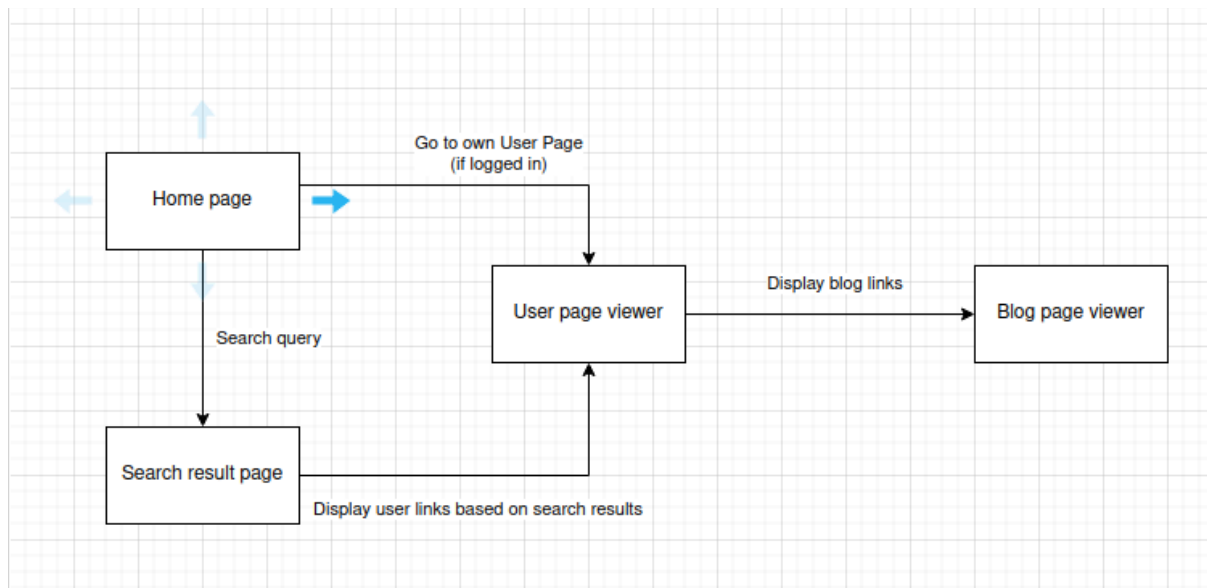 Go to own User Page
(if logged in)
Home page
User page viewer
Display blog links
Blog page viewer
Search query
Search result page
Display user links based on search results